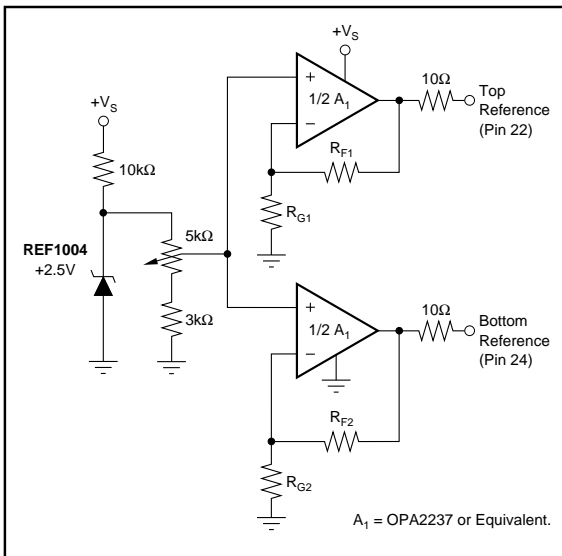 +V_S
+
1/2 A_1
−
10Ω
Top
Reference
(Pin 22)
+V_S
10kΩ
R_F1
R_G1
REF1004
+2.5V
5kΩ
3kΩ
+
1/2 A_1
−
10Ω
Bottom
Reference
(Pin 24)
R_F2
R_G2
A_1 = OPA2237 or Equivalent.